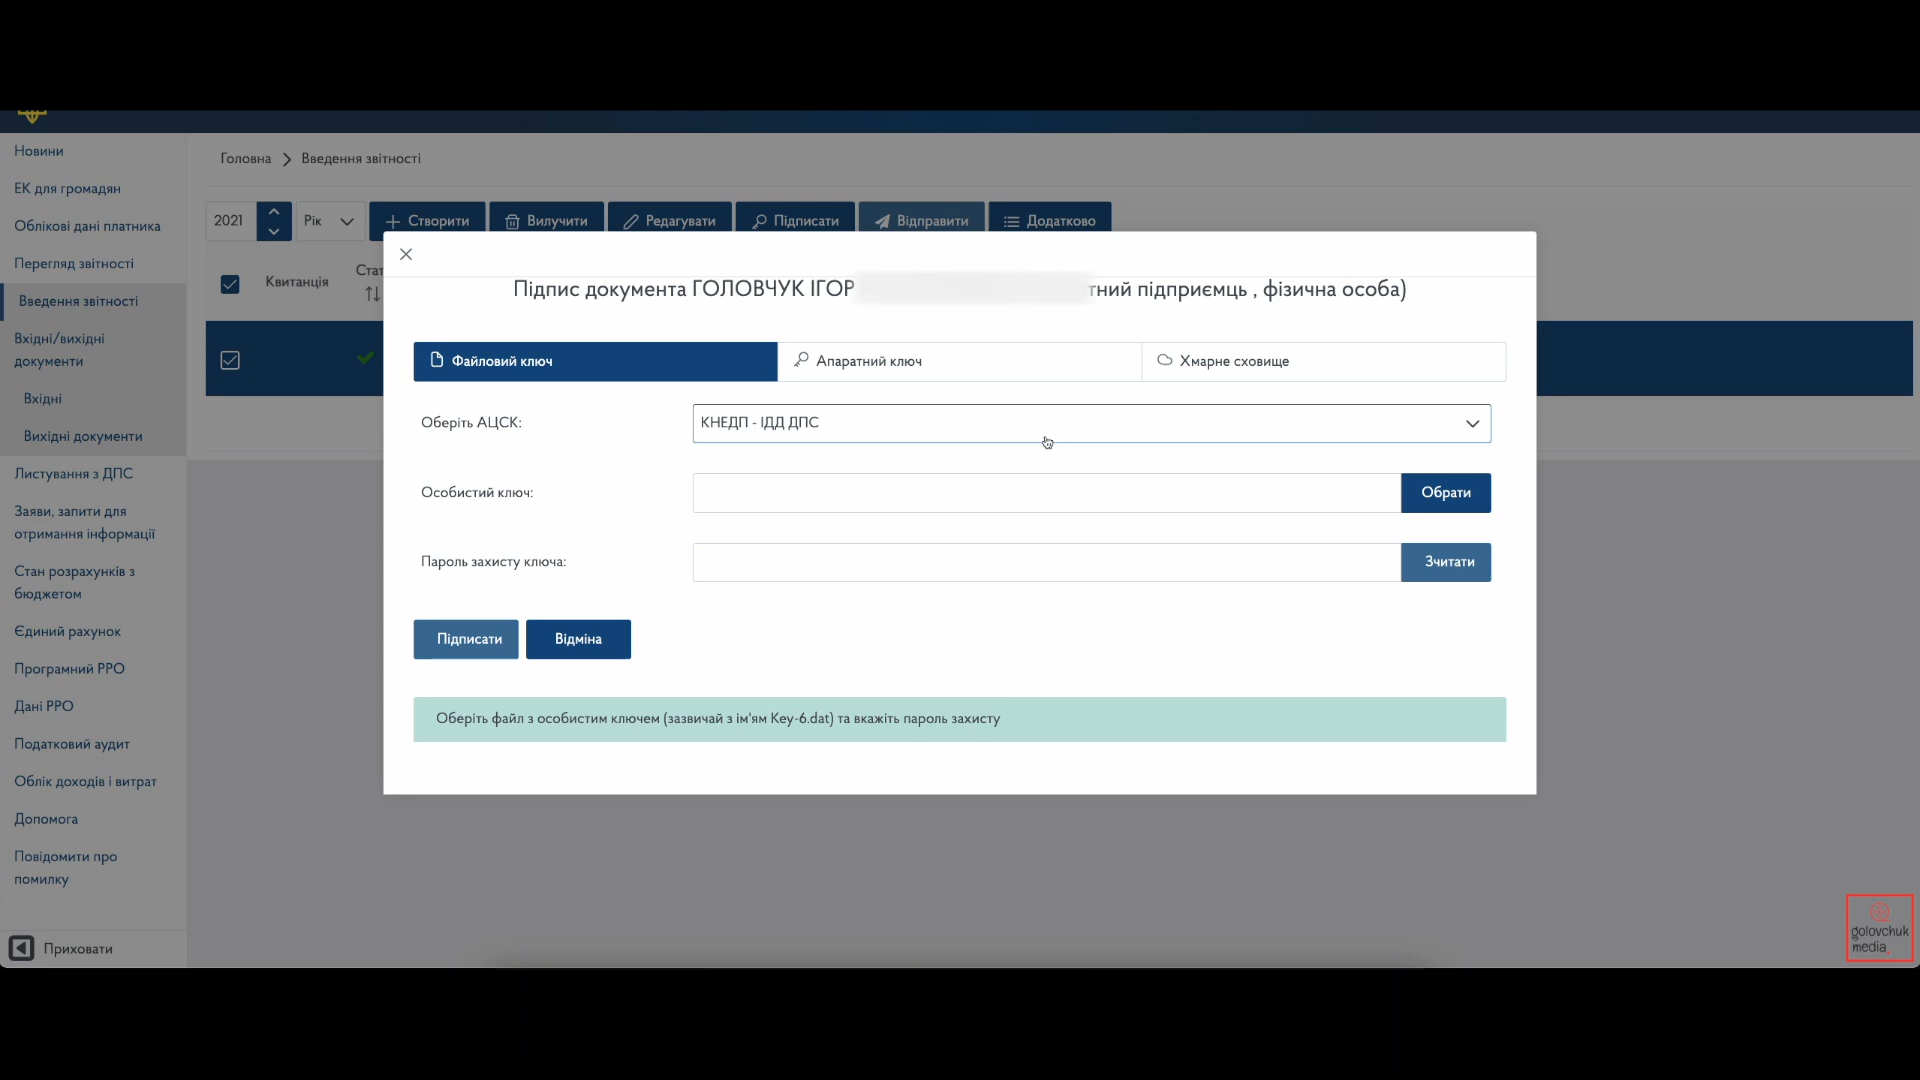 Новини
ЕК для громадян
Облікові дані платника
Перегляд звітності
Введення звітності
Вхідні/вихідні
документи
Вхідні
Вихідні документи
Листування з ДПС
Заяви, запити для
отримання інформації
Стан розрахунків з
бюджетом
Єдиний рахунок
Програмний РРО
Дані РРО
Податковий аудит
Облік доходів і витрат
Допомога
Повідомити про
помилку
Приховати
Головна > Введення звітності
2021 Рік Створити Вилучити Редагувати Підписати Відправити Додатково
Квитанція
Підпис документа ГОЛОВЧУК ІГОР підприємць , фізична особа)
Файловий ключ Апаратний ключ Хмарне сховище
Оберіть АЦСК: КНЕДП - ІДД ДПС
Особистий ключ: Обрати
Пароль захисту ключа: Зчитати
Підписати Відміна
Оберіть файл з особистим ключем (зазвичай з ім'ям Key-6.dat) та вкажіть пароль захисту
golovchuk
media